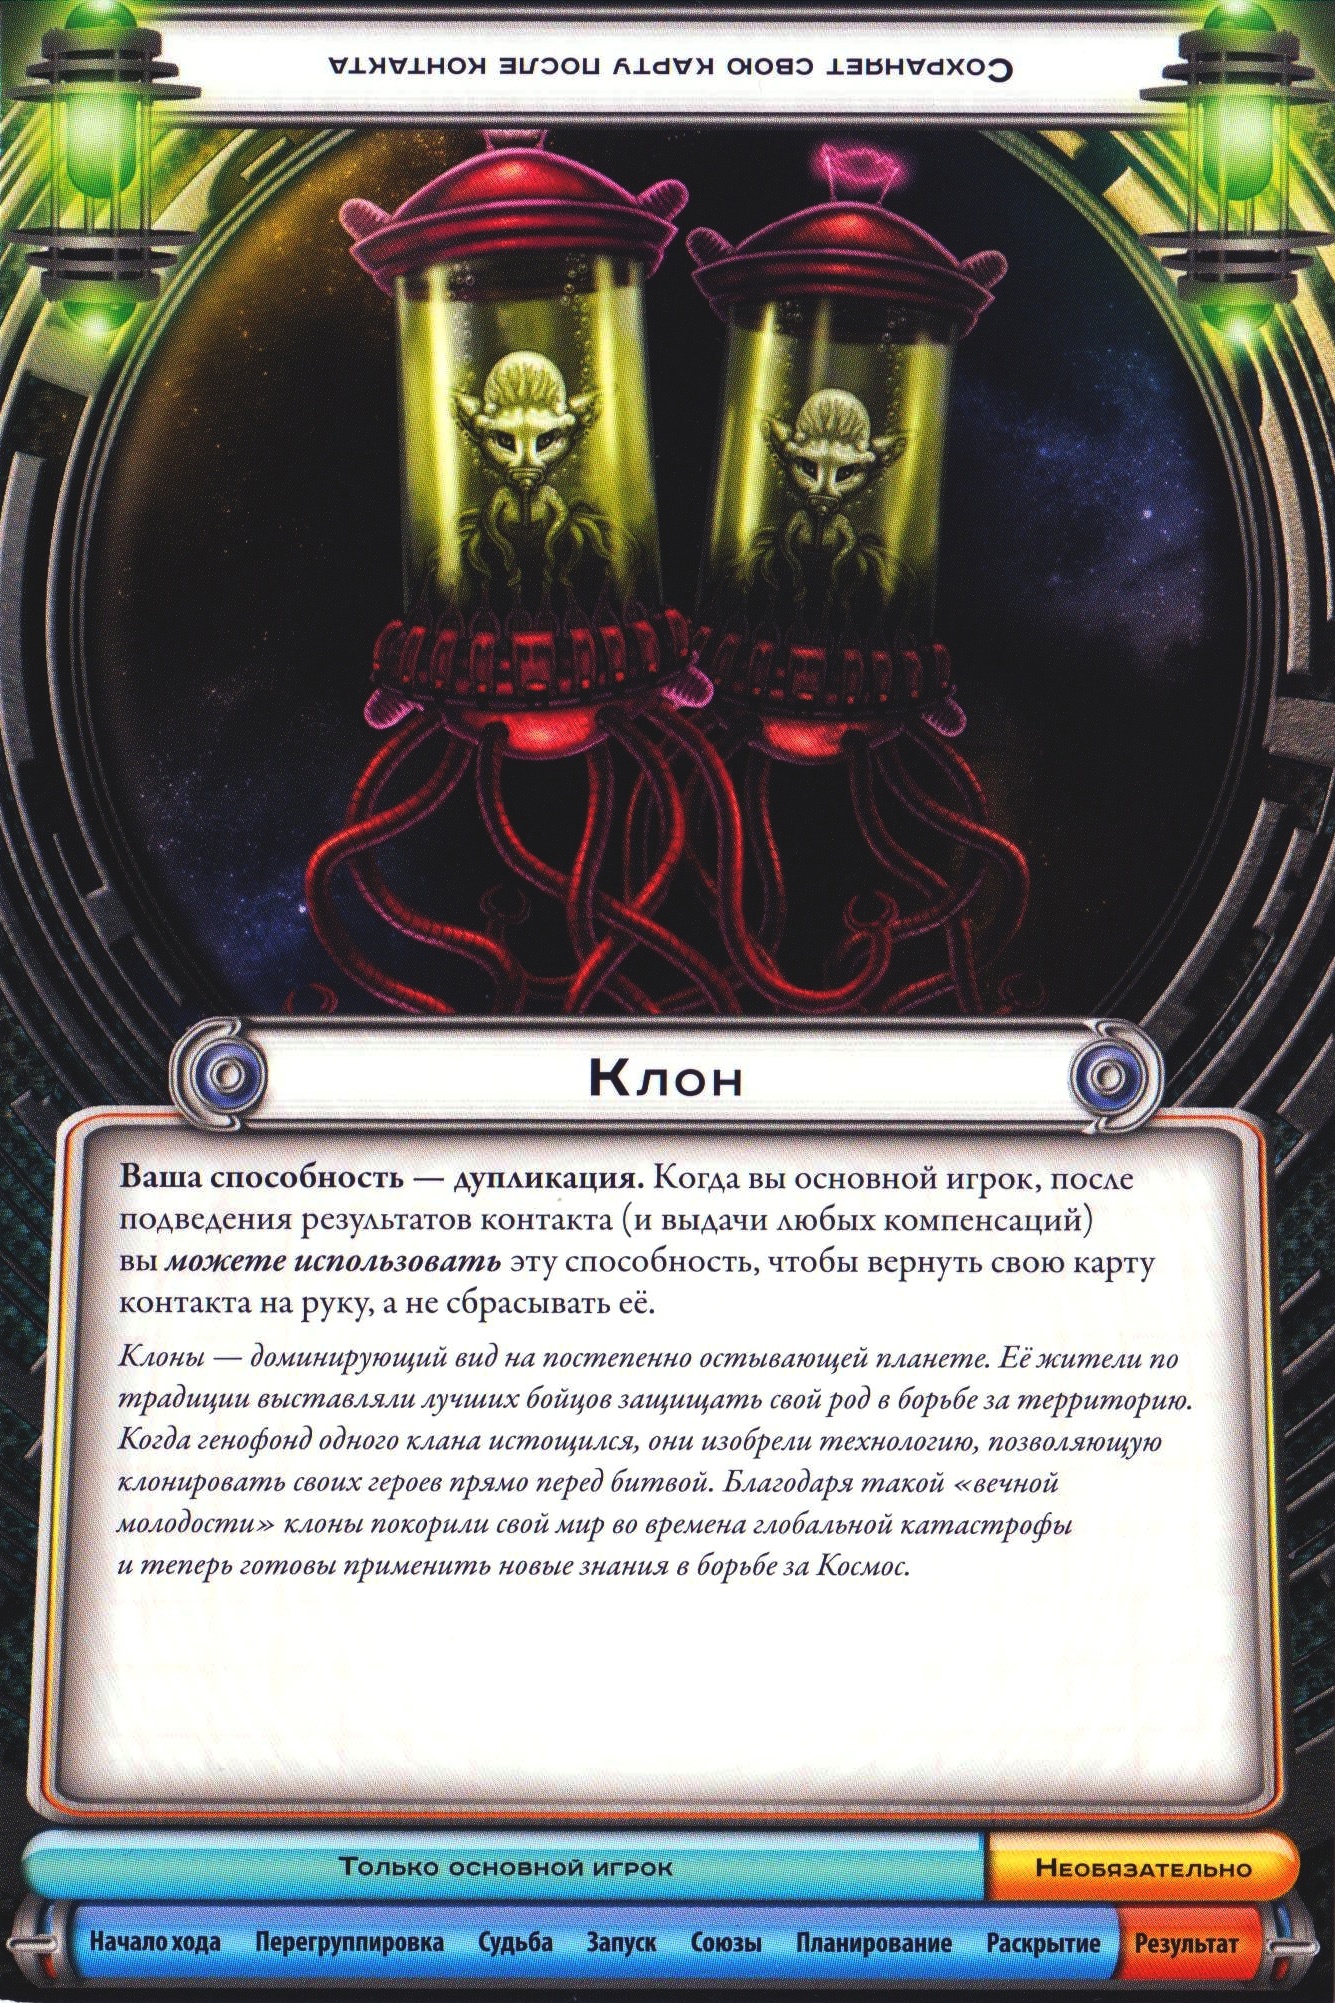 Сохраняет свою карту после контакта
Клон
Ваша способность — дупликация. Когда вы основной игрок, после
подведения результатов контакта (и выдачи любых компенсаций)
вы можете использовать эту способность, чтобы вернуть свою карту
контакта на руку, а не сбрасывать её.
Клоны — доминирующий вид на постепенно остывающей планете. Её жители по
традиции выставляли лучших бойцов защищать свой род в борьбе за территорию.
Когда генофонд одного клана истощился, они изобрели технологию, позволяющую
клонировать своих героев прямо перед битвой. Благодаря такой «вечной
молодости» клоны покорили свой мир во времена глобальной катастрофы
и теперь готовы применить новые знания в борьбе за Космос.
Только основной игрок Необязательно
Начало хода Перегруппировка Судьба Запуск Союзы Планирование Раскрытие Результат